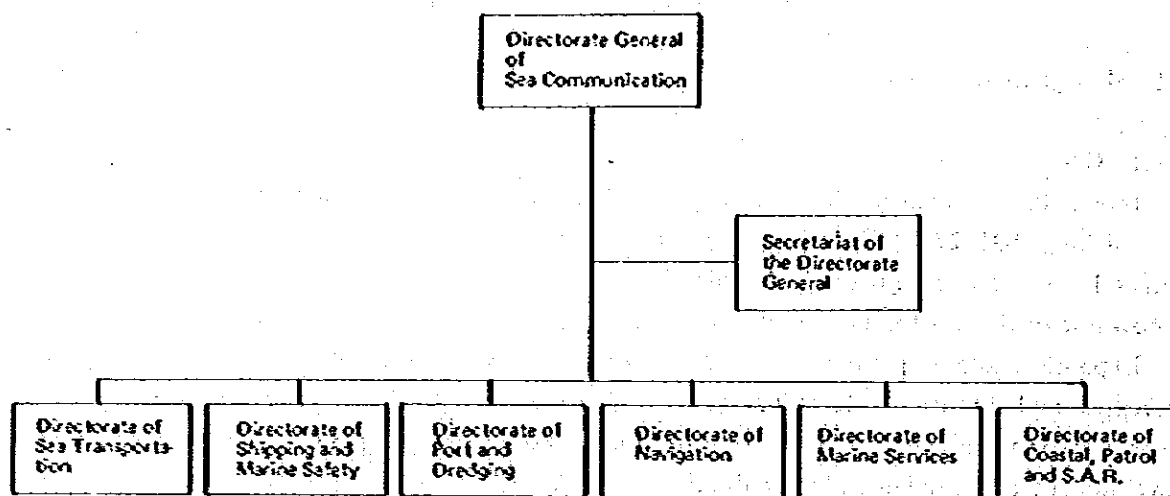 Directorate General
of
Sea Communication
Secretariat of
the Directorate
General
Directorate of
Sea Transporta-
tion
Directorate of
Shipping and
Marine Safety
Directorate of
Port and
Dredging
Directorate of
Navigation
Directorate of
Marine Services
Directorate of
Coastal, Patrol
and S.A.R.